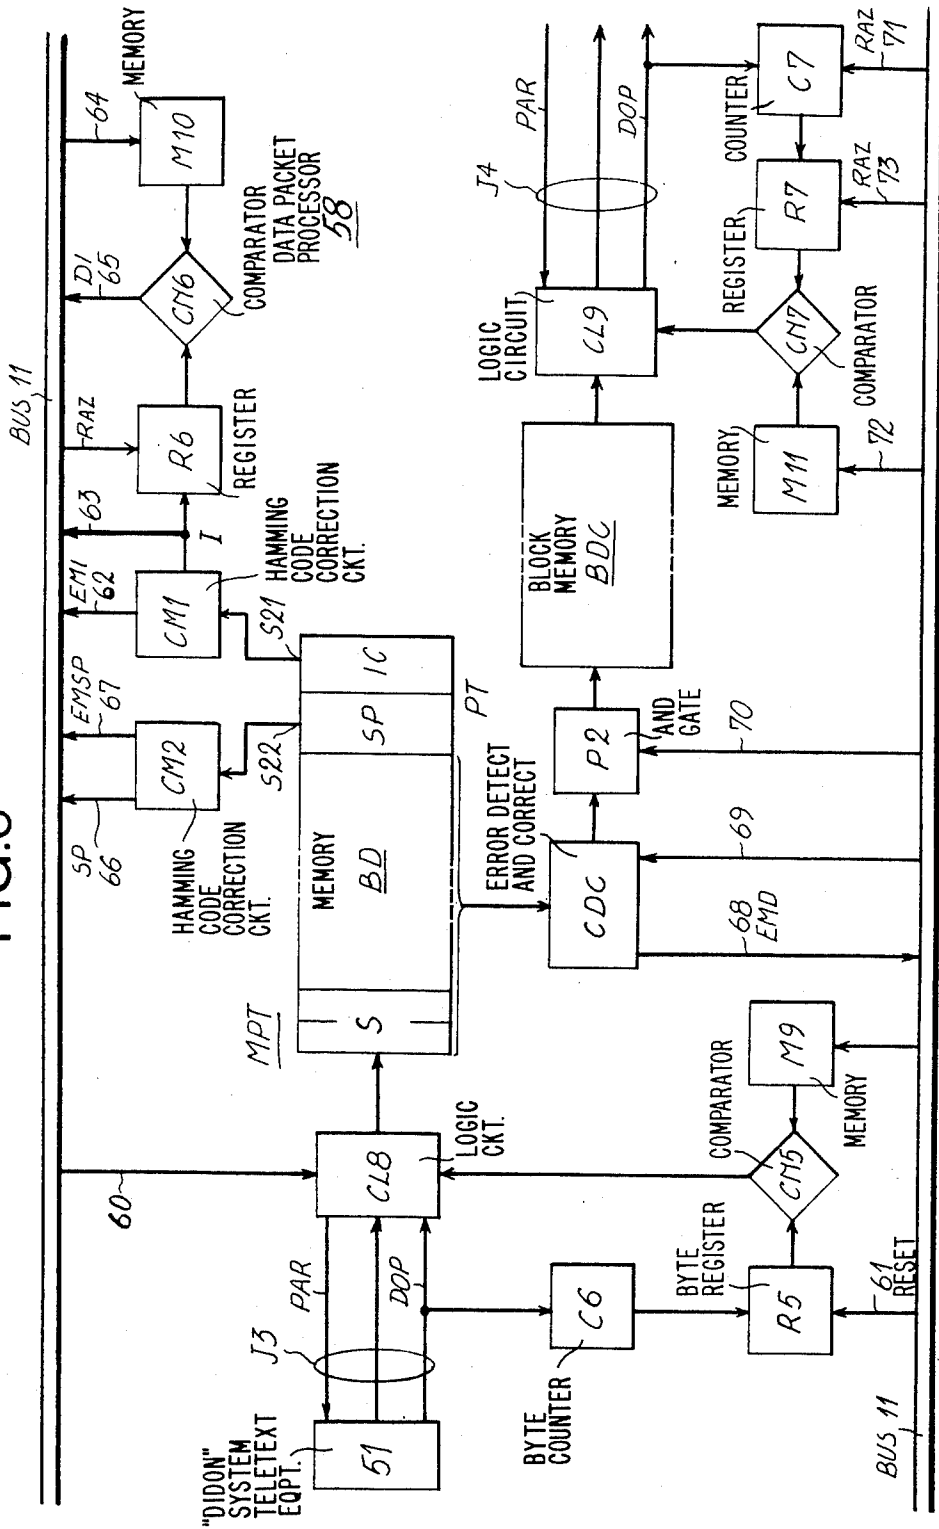 BUS 11
SP
66
EMSP
67
EMI
62
63
RAZ
DI
65
64
MEMORY
M10
CM6
COMPARATOR
DATA PACKET
PROCESSOR
58
R6
REGISTER
I
CM1
HAMMING
CODE
CORRECTION
CKT.
CM2
HAMMING
CODE
CORRECTION
CKT.
S22
S21
60
"DIDON"
SYSTEM
TELETEXT
EQPT.
51
J3
PAR
DOP
CL8
LOGIC
CKT.
MPT
S
MEMORY
BD
SP
IC
PT
BYTE
COUNTER
C6
BYTE
REGISTER
R5
61
RESET
COMPARATOR
CM5
M9
MEMORY
ERROR DETECT
AND CORRECT
CDC
68
EMD
69
P2
AND
GATE
70
BLOCK
MEMORY
BDC
LOGIC
CIRCUIT
CL9
J4
PAR
DOP
MEMORY
M11
72
CM7
COMPARATOR
REGISTER
R7
RAZ
73
COUNTER
C7
RAZ
71
BUS 11